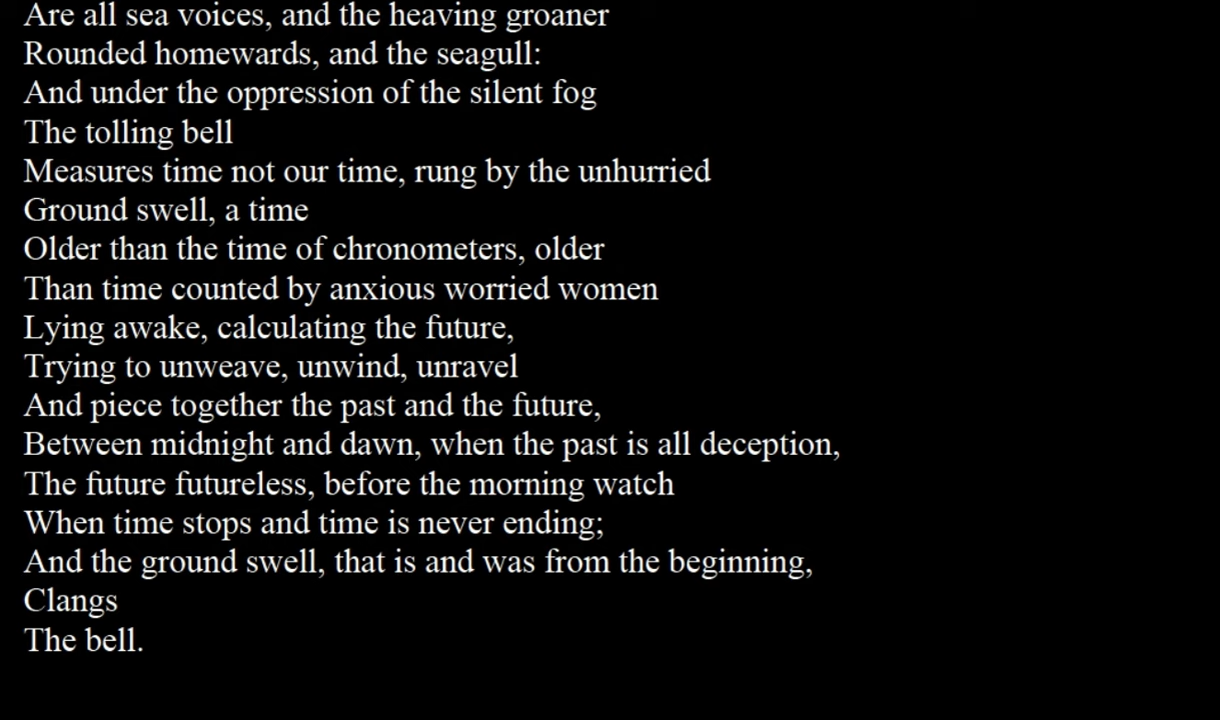 Are all sea voices, and the heaving groaner
Rounded homewards, and the seagull:
And under the oppression of the silent fog
The tolling bell
Measures time not our time, rung by the unhurried
Ground swell, a time
Older than the time of chronometers, older
Than time counted by anxious worried women
Lying awake, calculating the future,
Trying to unweave, unwind, unravel
And piece together the past and the future,
Between midnight and dawn, when the past is all deception,
The future futureless, before the morning watch
When time stops and time is never ending;
And the ground swell, that is and was from the beginning,
Clangs
The bell.